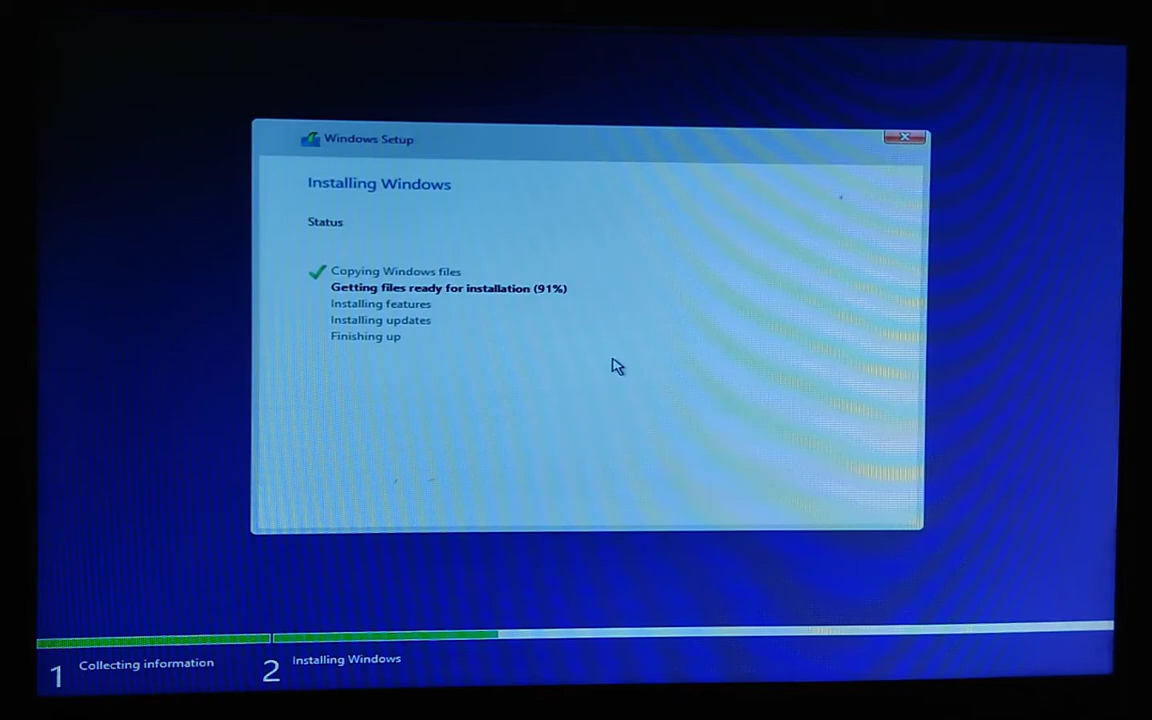 Windows Setup
Installing Windows
Status
Copying Windows files
Getting files ready for installation (91%)
Installing features
Installing updates
Finishing up
1 Collecting information
2 Installing Windows